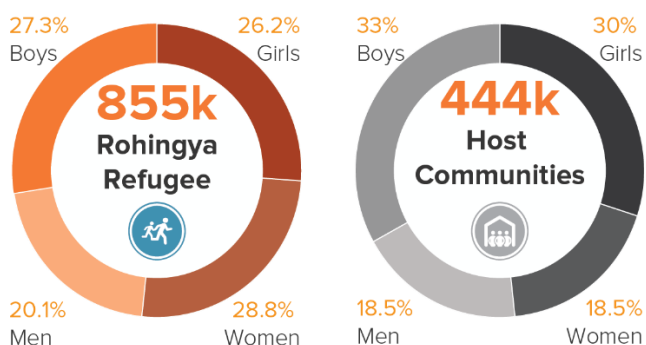 27.3%
Boys
26.2%
Girls
855k
Rohingya
Refugee
20.1%
Men
28.8%
Women
33%
Boys
30%
Girls
444k
Host
Communities
18.5%
Men
18.5%
Women